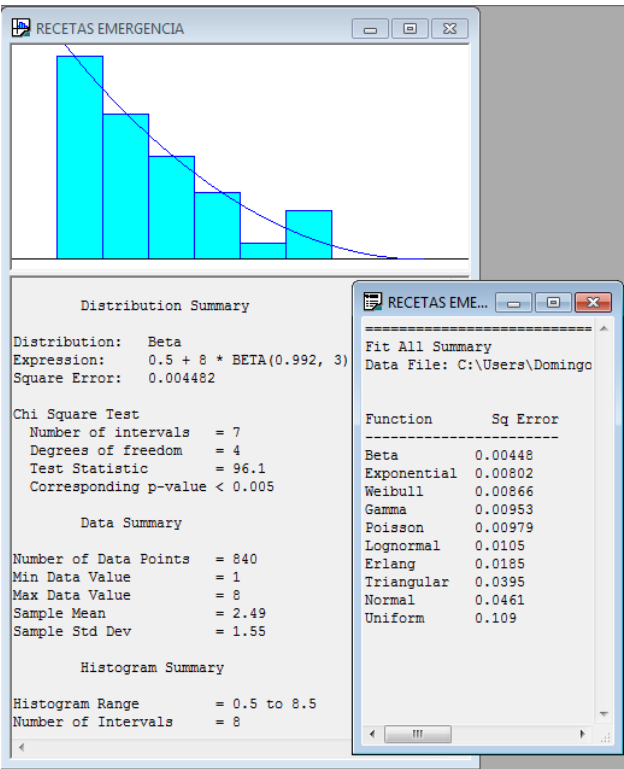 RECETAS EMERGENCIA
Distribution Summary
Distribution: Beta
Expression: 0.5 + 8 * BETA(0.992, 3)
Square Error: 0.004482
Chi Square Test
Number of intervals = 7
Degrees of freedom = 4
Test Statistic = 96.1
Corresponding p-value < 0.005
Data Summary
Number of Data Points = 840
Min Data Value = 1
Max Data Value = 8
Sample Mean = 2.49
Sample Std Dev = 1.55
Histogram Summary
Histogram Range = 0.5 to 8.5
Number of Intervals = 8
RECETAS EME...
==============================
Fit All Summary
Data File: C:\Users\Domingo
Function Sq Error
------------------------
Beta 0.00448
Exponential 0.00802
Weibull 0.00866
Gamma 0.00953
Poisson 0.00979
Lognormal 0.0105
Erlang 0.0185
Triangular 0.0395
Normal 0.0461
Uniform 0.109